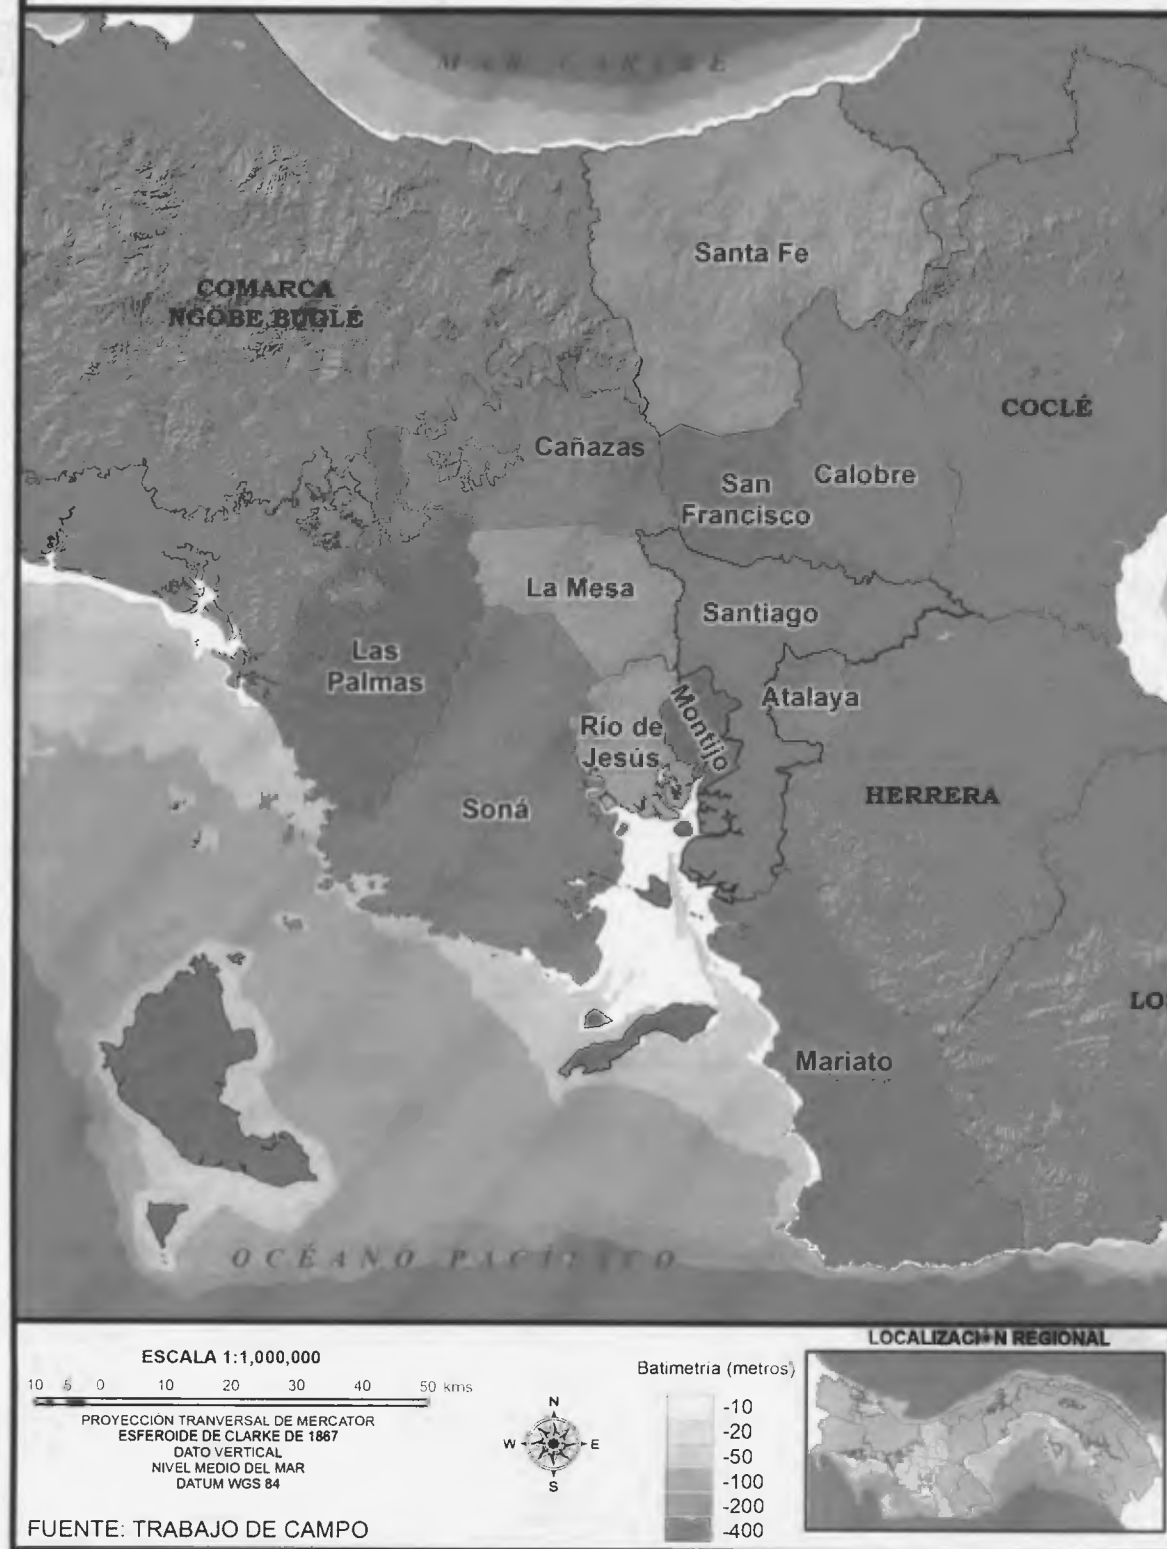 MAR CARIBE
Santa Fe
COMARCA
NGÖBE BUGLÉ
COCLÉ
Cañazas
Calobre
San
Francisco
La Mesa
Santiago
Las
Palmas
Atalaya
Montijo
Río de
Jesús
HERRERA
Soná
LO
Mariato
OCÉANO PACÍFICO
ESCALA 1:1,000,000
10 5 0 10 20 30 40 50 kms
PROYECCIÓN TRANVERSAL DE MERCATOR
ESFEROIDE DE CLARKE DE 1867
DATO VERTICAL
NIVEL MEDIO DEL MAR
DATUM WGS 84
FUENTE: TRABAJO DE CAMPO
N
W E
S
Batimetría (metros)
-10
-20
-50
-100
-200
-400
LOCALIZACIÓN REGIONAL